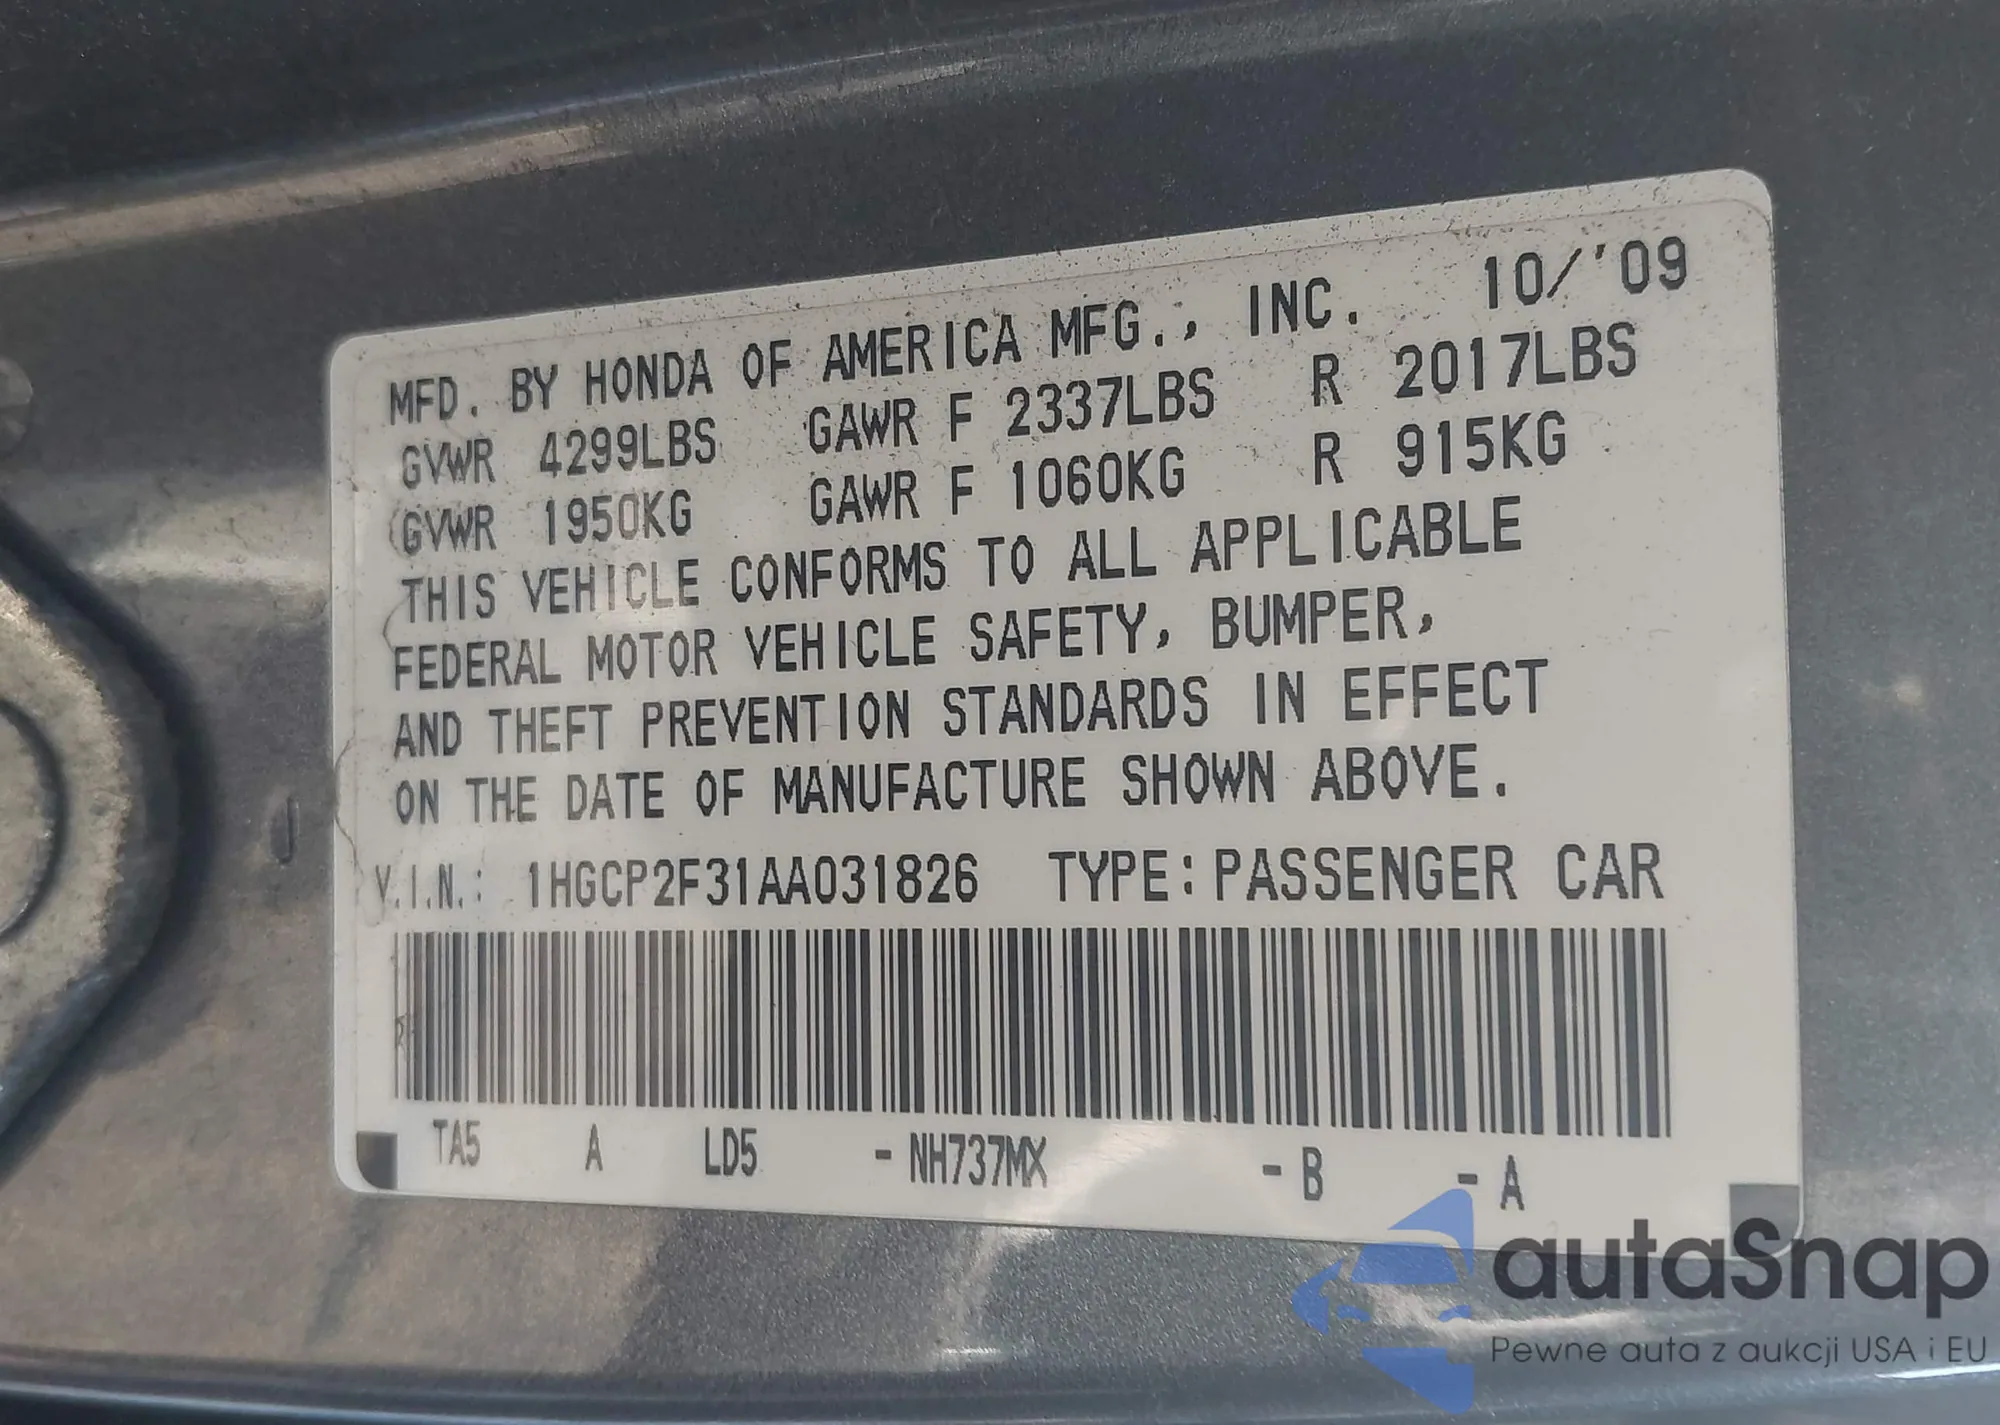 MFD. BY HONDA OF AMERICA MFG., INC. 10/'09
GVWR 4299LBS GAWR F 2337LBS R 2017LBS
GVWR 1950KG GAWR F 1060KG R 915KG
THIS VEHICLE CONFORMS TO ALL APPLICABLE
FEDERAL MOTOR VEHICLE SAFETY, BUMPER,
AND THEFT PREVENTION STANDARDS IN EFFECT
ON THE DATE OF MANUFACTURE SHOWN ABOVE.
V.I.N.: 1HGCP2F31AA031826 TYPE: PASSENGER CAR
TA5 A LD5 - NH737MX - B - A
autaSnap
Pewne auta z aukcji USA i EU